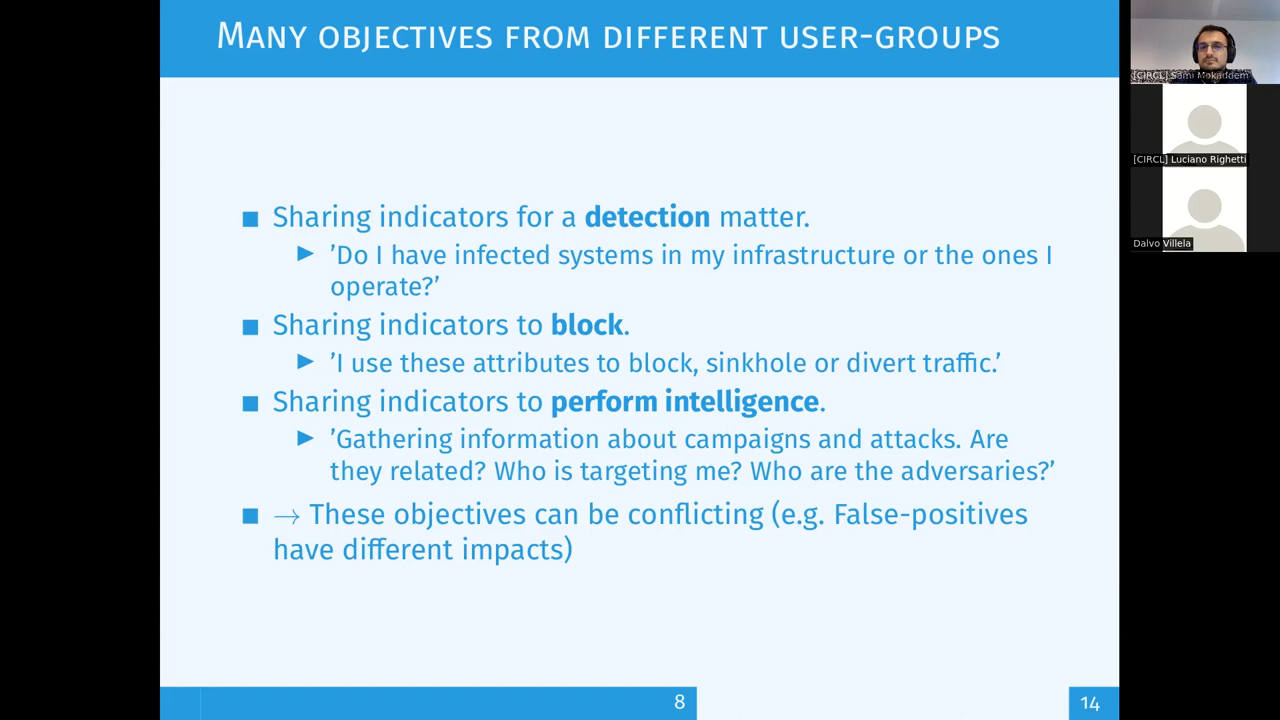 Many objectives from different user-groups
■ Sharing indicators for a detection matter.
▶ ’Do I have infected systems in my infrastructure or the ones I
operate?’
■ Sharing indicators to block.
▶ ’I use these attributes to block, sinkhole or divert traffic.’
■ Sharing indicators to perform intelligence.
▶ ’Gathering information about campaigns and attacks. Are
they related? Who is targeting me? Who are the adversaries?’
■ → These objectives can be conflicting (e.g. False-positives
have different impacts)
8
14
[CIRCL] Sami Mokaddem
[CIRCL] Luciano Righetti
Dalvo Villela